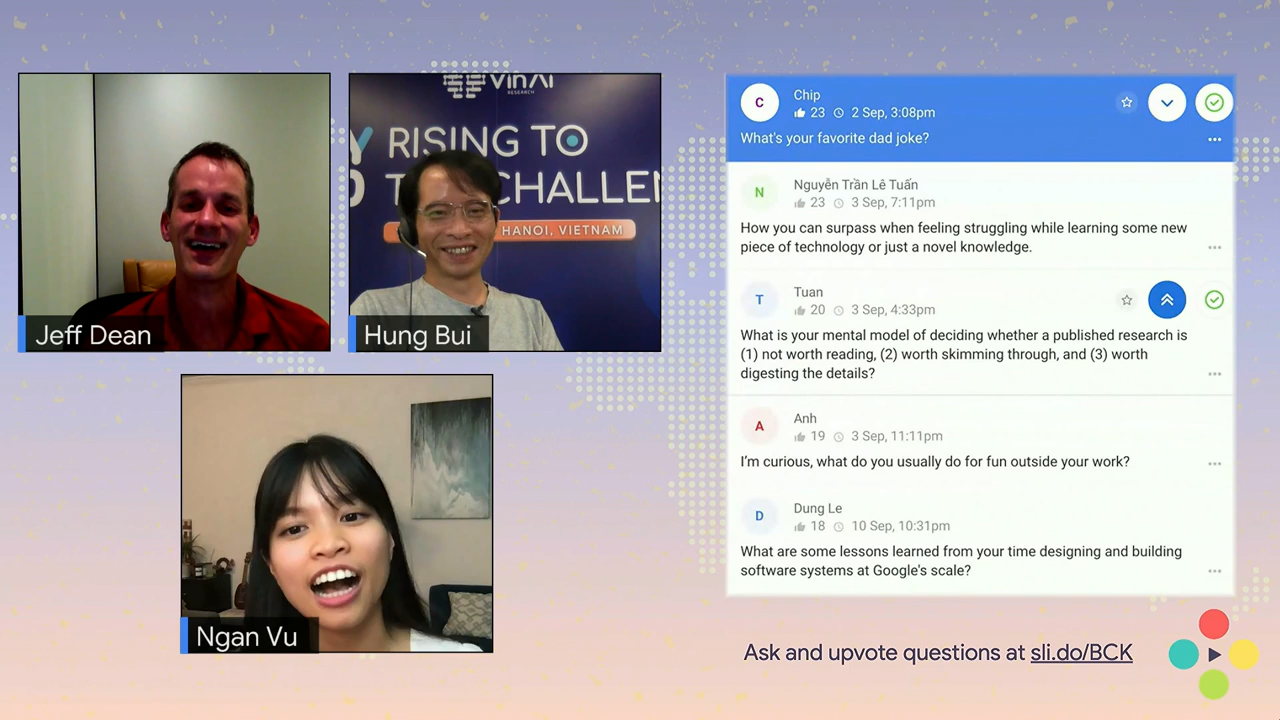 VinAI
RESEARCH
RISING TO
CHALLEN
HANOI, VIETNAM
Jeff Dean
Hung Bui
Ngan Vu
C
Chip
23 2 Sep, 3:08pm
What's your favorite dad joke?
N
Nguyễn Trần Lê Tuấn
23 3 Sep, 7:11pm
How you can surpass when feeling struggling while learning some new
piece of technology or just a novel knowledge.
T
Tuan
20 3 Sep, 4:33pm
What is your mental model of deciding whether a published research is
(1) not worth reading, (2) worth skimming through, and (3) worth
digesting the details?
A
Anh
19 3 Sep, 11:11pm
I'm curious, what do you usually do for fun outside your work?
D
Dung Le
18 10 Sep, 10:31pm
What are some lessons learned from your time designing and building
software systems at Google's scale?
Ask and upvote questions at sli.do/BCK